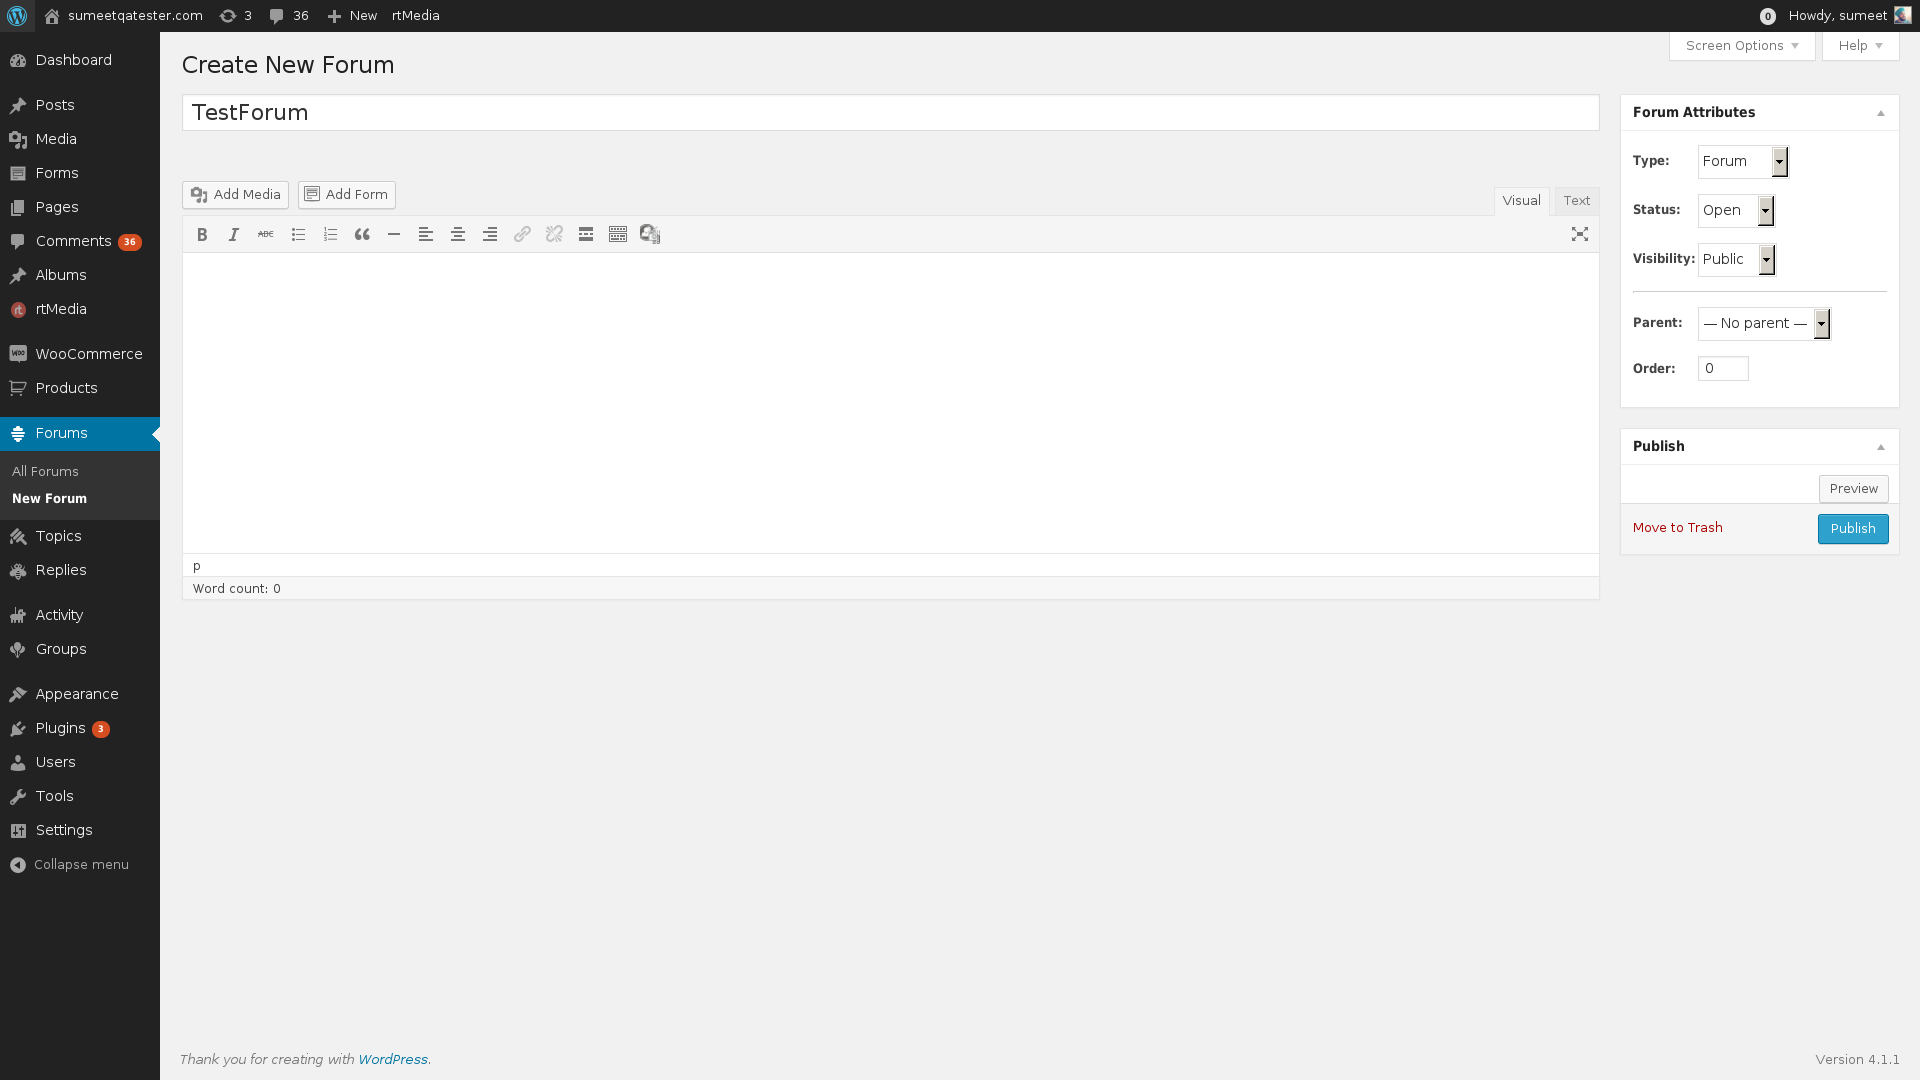 sumeetqatester.com 3 36 New rtMedia 0 Howdy, sumeet
Dashboard
Posts
Media
Forms
Pages
Comments 36
Albums
rtMedia
WooCommerce
Products
Forums
All Forums
New Forum
Topics
Replies
Activity
Groups
Appearance
Plugins 3
Users
Tools
Settings
Collapse menu
Screen Options Help
Create New Forum
TestForum
Add Media Add Form Visual Text
B I ABC
p
Word count: 0
Forum Attributes
Type: Forum
Status: Open
Visibility: Public
Parent: — No parent —
Order: 0
Publish
Preview
Move to Trash Publish
Thank you for creating with WordPress. Version 4.1.1